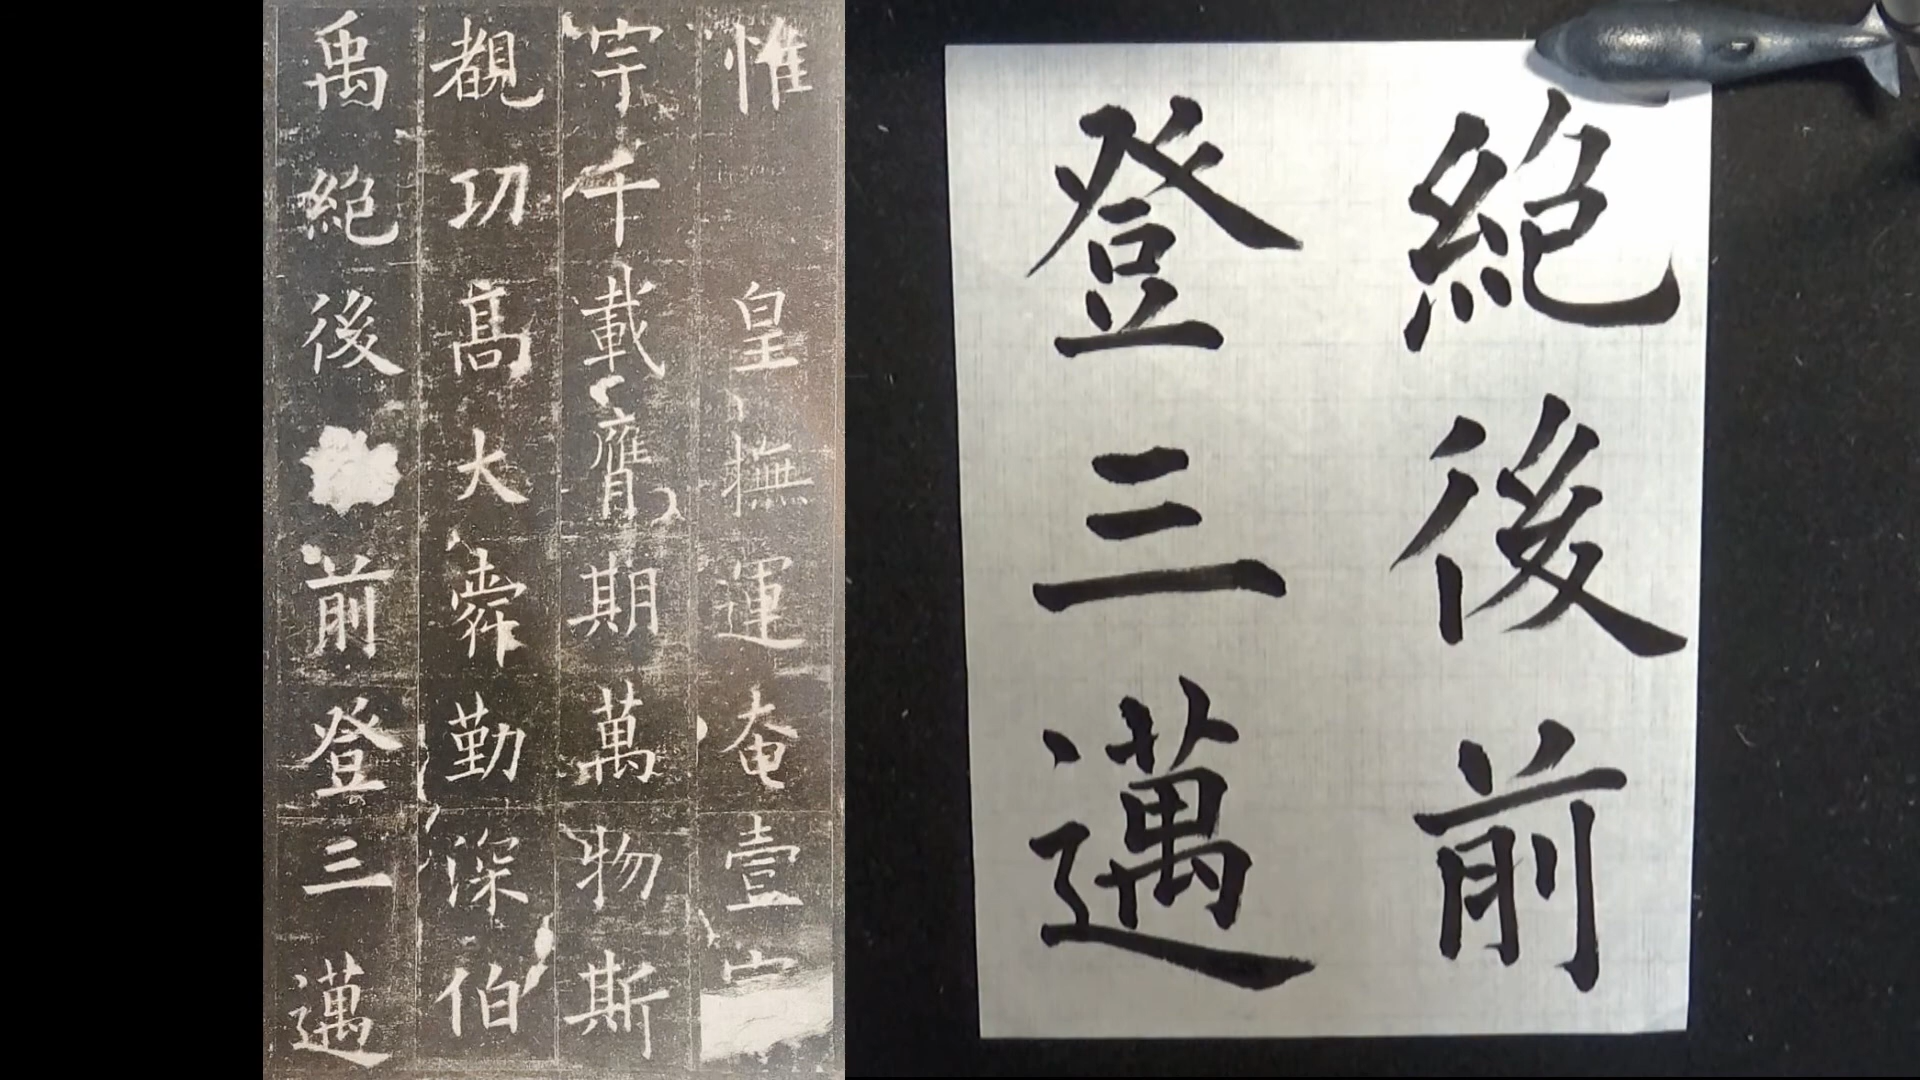 惟皇撫運奄壹
宇千載膺期萬物斯
覩功髙大舜勤深伯
禹絶後前登三邁
絶後前
登三邁